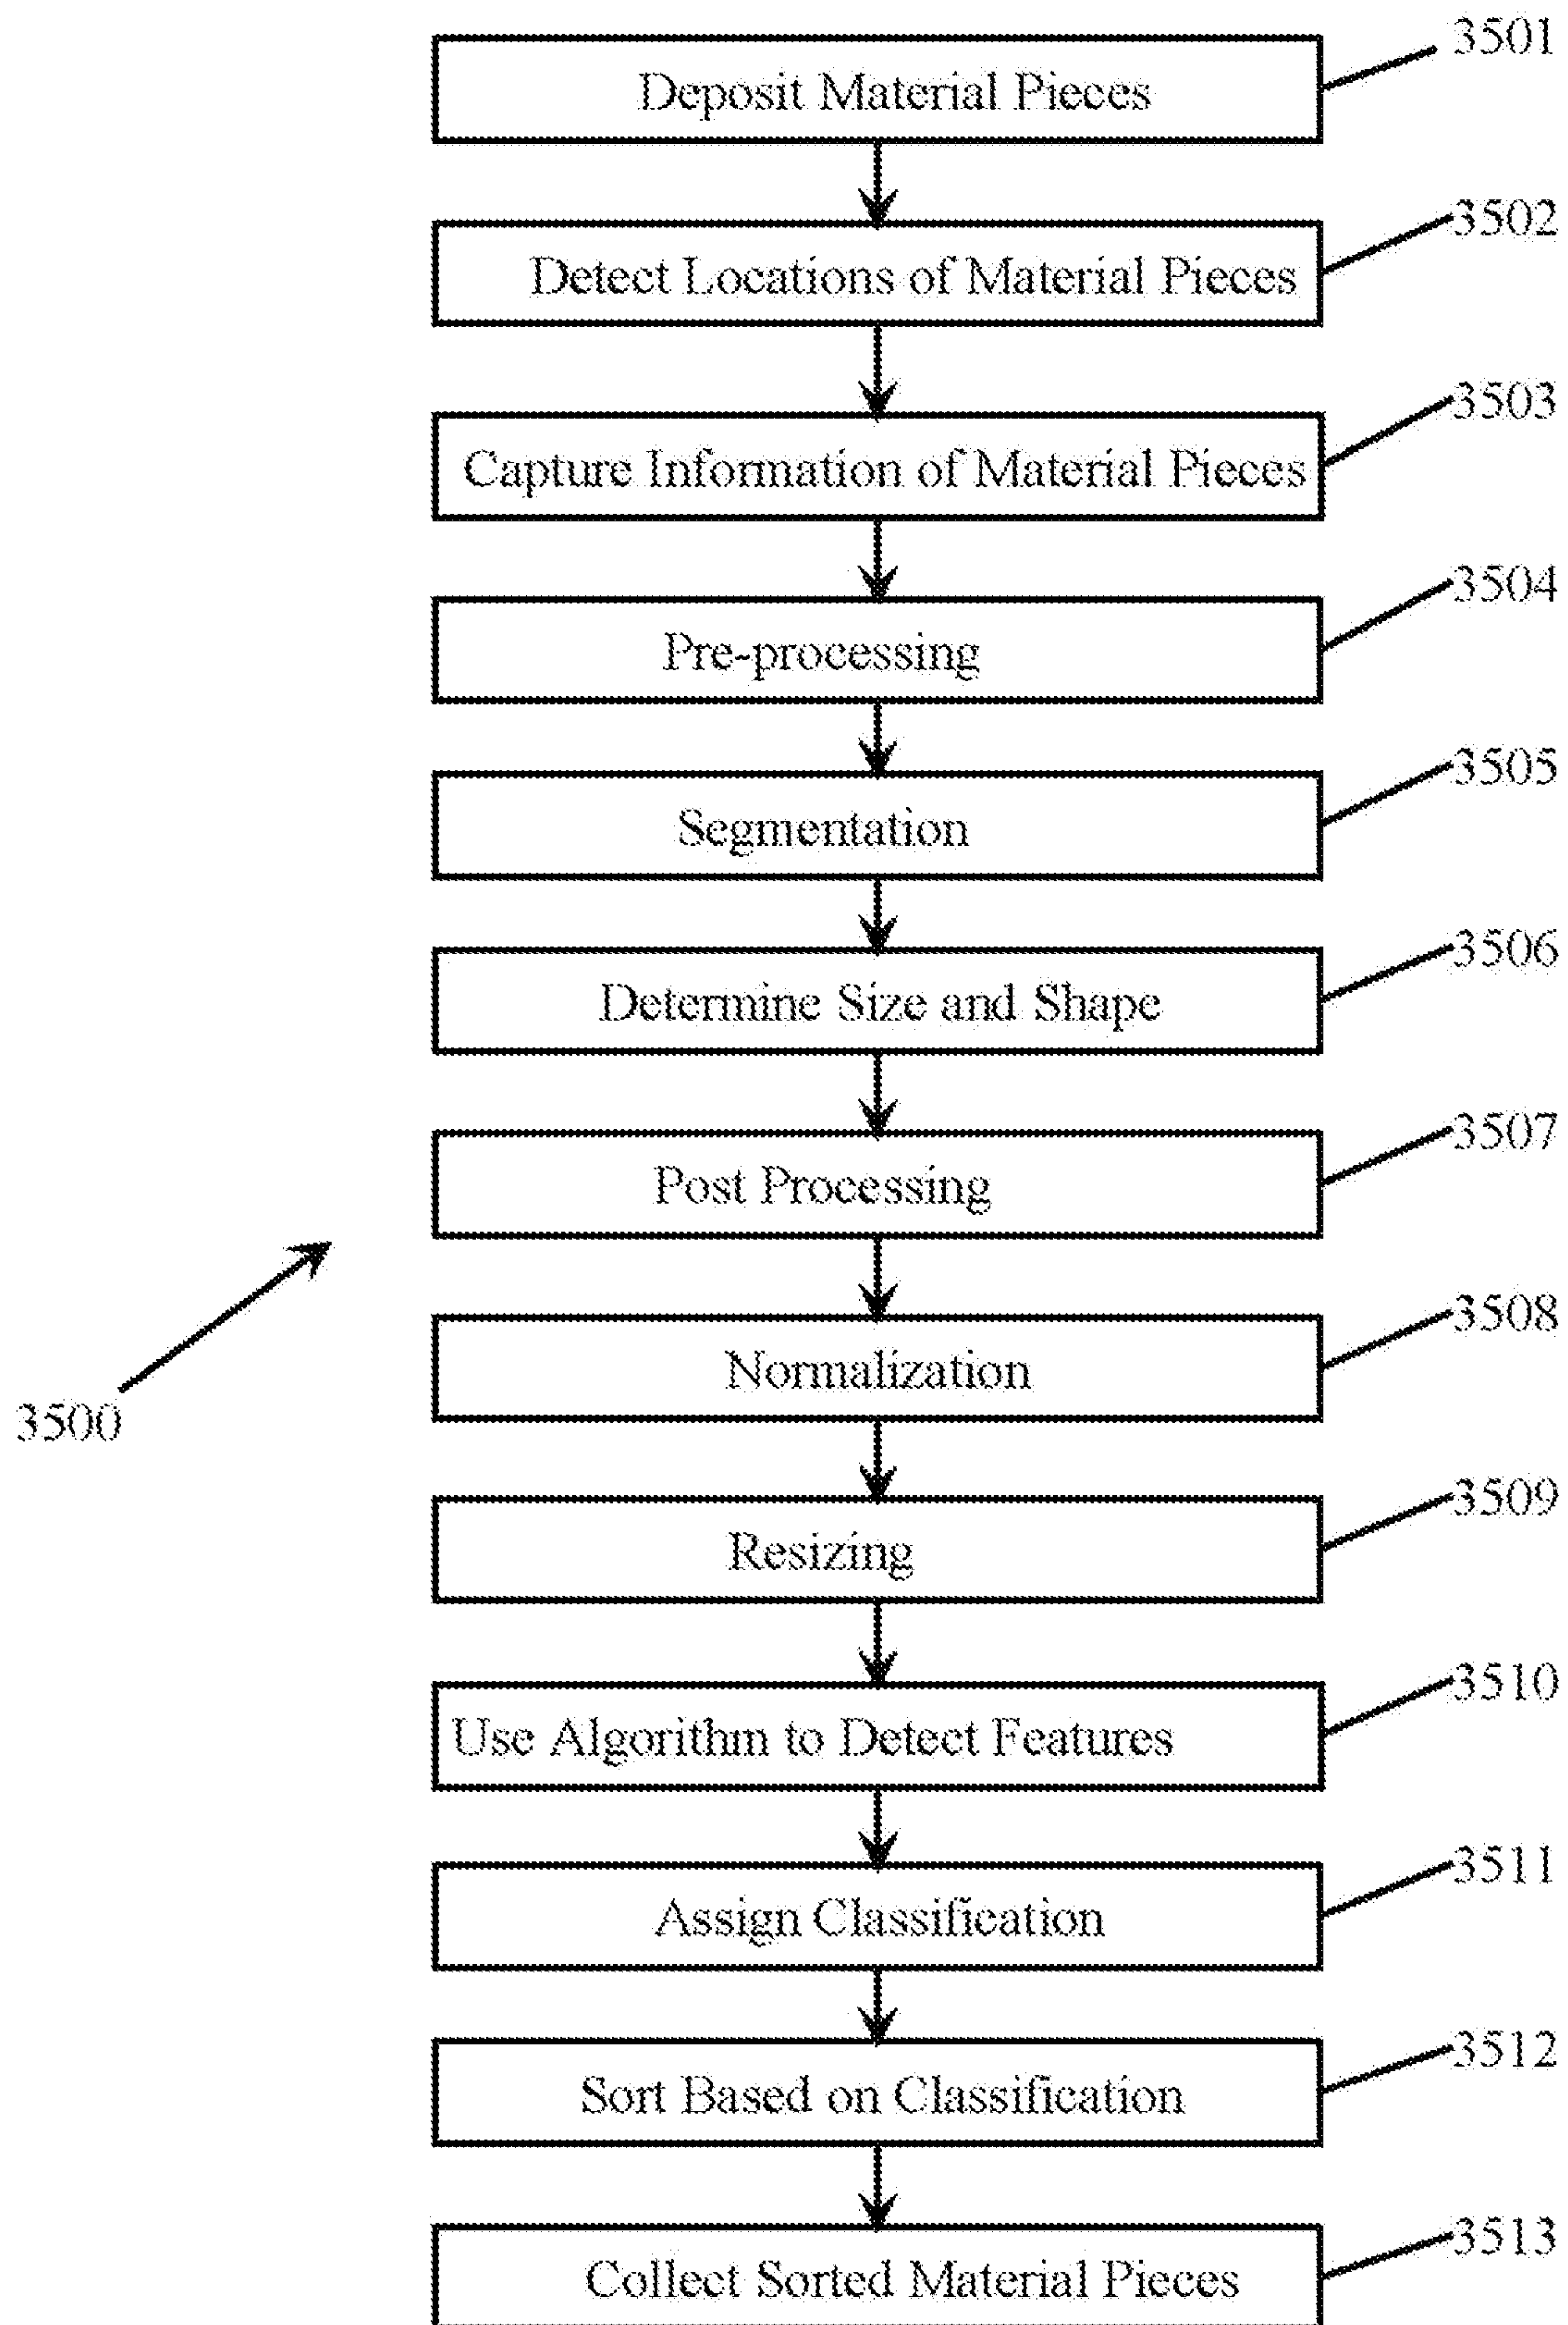 3501
Deposit Material Pieces
3502
Detect Locations of Material Pieces
3503
Capture Information of Material Pieces
3504
Pre-processing
3505
Segmentation
3506
Determine Size and Shape
3507
Post Processing
3508
Normalization
3500
3509
Resizing
3510
Use Algorithm to Detect Features
3511
Assign Classification
3512
Sort Based on Classification
3513
Collect Sorted Material Pieces